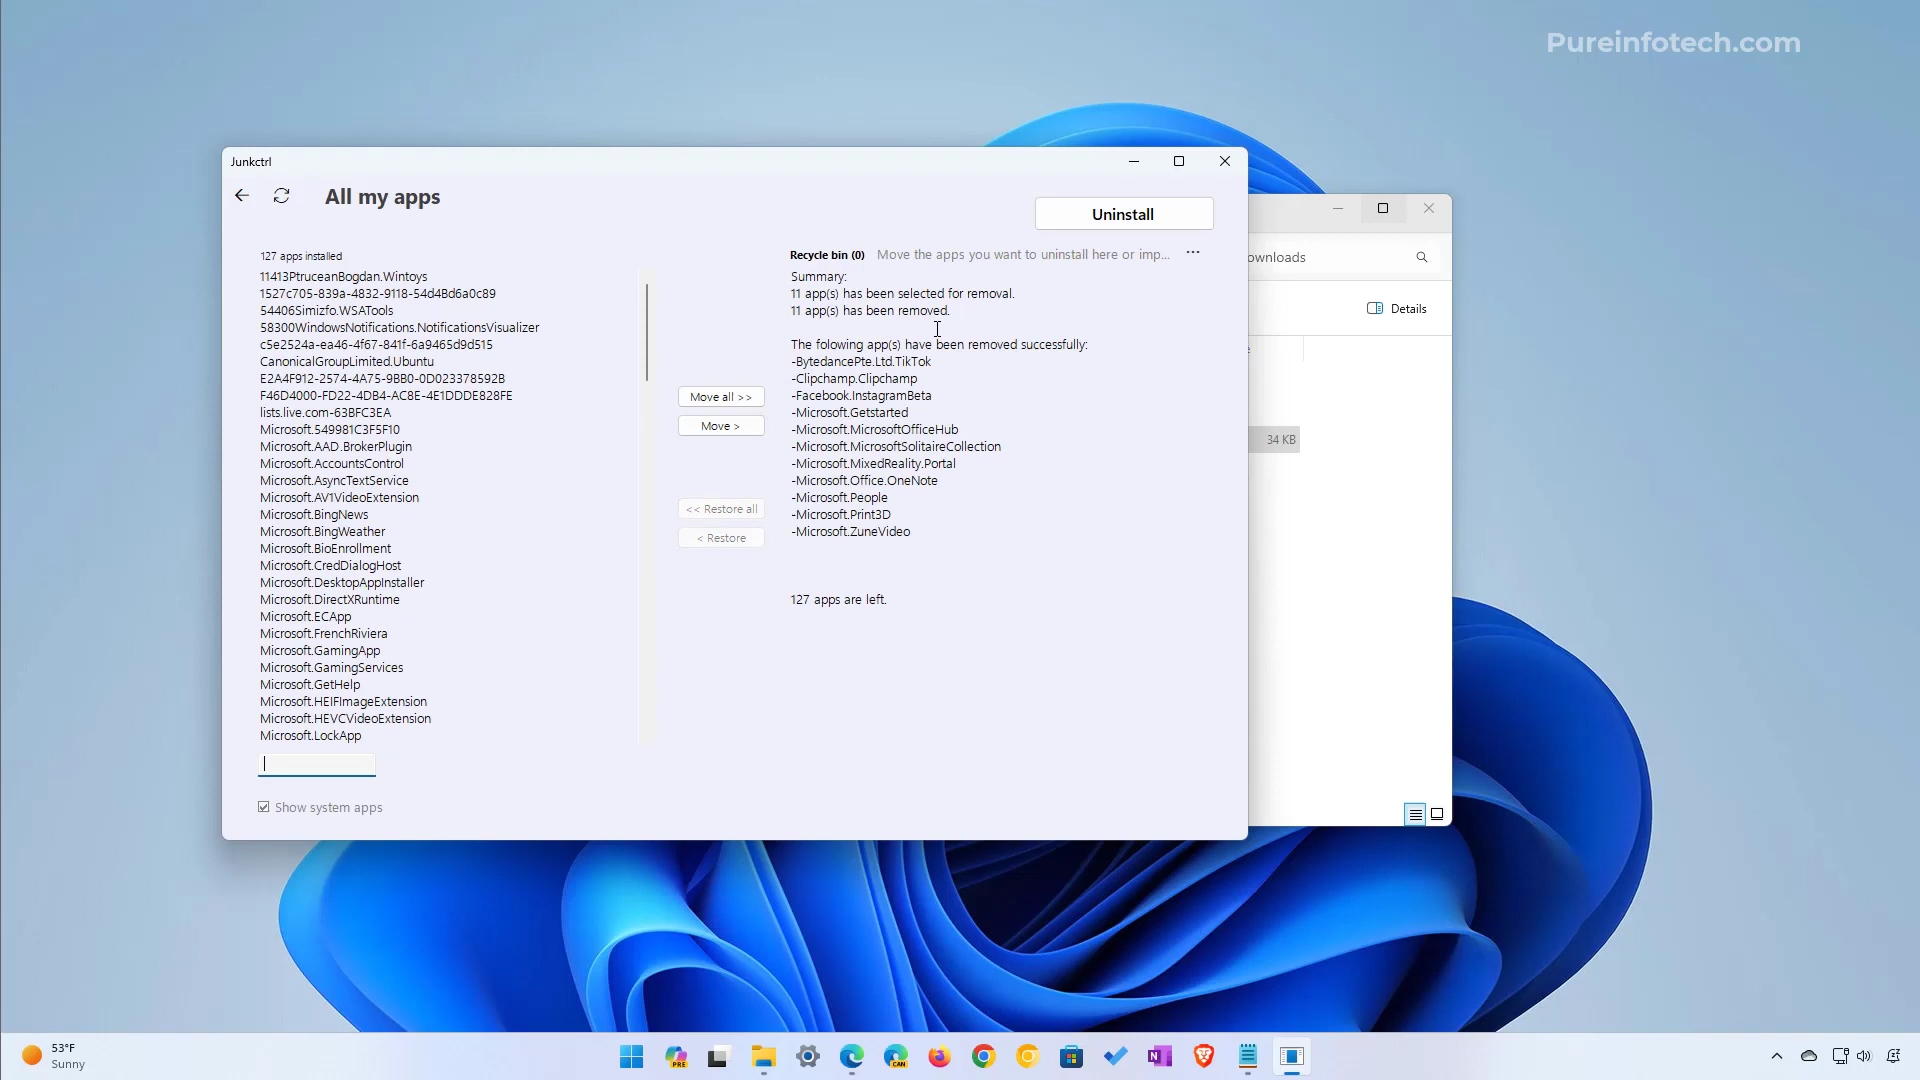 Pureinfotech.com
Junkctrl
All my apps
Uninstall
127 apps installed
11413PtruceanBogdan.Wintoys
1527c705-839a-4832-9118-54d4Bd6a0c89
54406Simizfo.WSATools
58300WindowsNotifications.NotificationsVisualizer
c5e2524a-ea46-4f67-841f-6a9465d9d515
CanonicalGroupLimited.Ubuntu
E2A4F912-2574-4A75-9BB0-0D023378592B
F46D4000-FD22-4DB4-AC8E-4E1DDDE828FE
lists.live.com-63BFC3EA
Microsoft.549981C3F5F10
Microsoft.AAD.BrokerPlugin
Microsoft.AccountsControl
Microsoft.AsyncTextService
Microsoft.AV1VideoExtension
Microsoft.BingNews
Microsoft.BingWeather
Microsoft.BioEnrollment
Microsoft.CredDialogHost
Microsoft.DesktopAppInstaller
Microsoft.DirectXRuntime
Microsoft.ECApp
Microsoft.FrenchRiviera
Microsoft.GamingApp
Microsoft.GamingServices
Microsoft.GetHelp
Microsoft.HEIFImageExtension
Microsoft.HEVCVideoExtension
Microsoft.LockApp
Show system apps
Move all >>
Move >
<< Restore all
< Restore
Recycle bin (0) Move the apps you want to uninstall here or imp... ...
Summary:
11 app(s) has been selected for removal.
11 app(s) has been removed.
The folowing app(s) have been removed successfully:
-BytedancePte.Ltd.TikTok
-Clipchamp.Clipchamp
-Facebook.InstagramBeta
-Microsoft.Getstarted
-Microsoft.MicrosoftOfficeHub
-Microsoft.MicrosoftSolitaireCollection
-Microsoft.MixedReality.Portal
-Microsoft.Office.OneNote
-Microsoft.People
-Microsoft.Print3D
-Microsoft.ZuneVideo
127 apps are left.
ownloads
Details
e
34 KB
53°F
Sunny
PRE
CAN
N